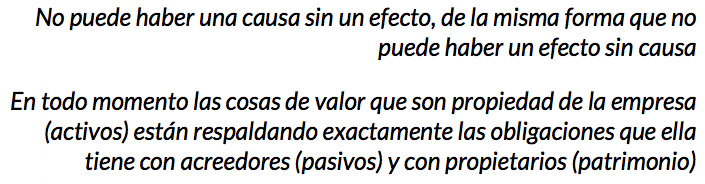 No puede haber una causa sin un efecto, de la misma forma que no
puede haber un efecto sin causa
En todo momento las cosas de valor que son propiedad de la empresa
(activos) están respaldando exactamente las obligaciones que ella
tiene con acreedores (pasivos) y con propietarios (patrimonio)